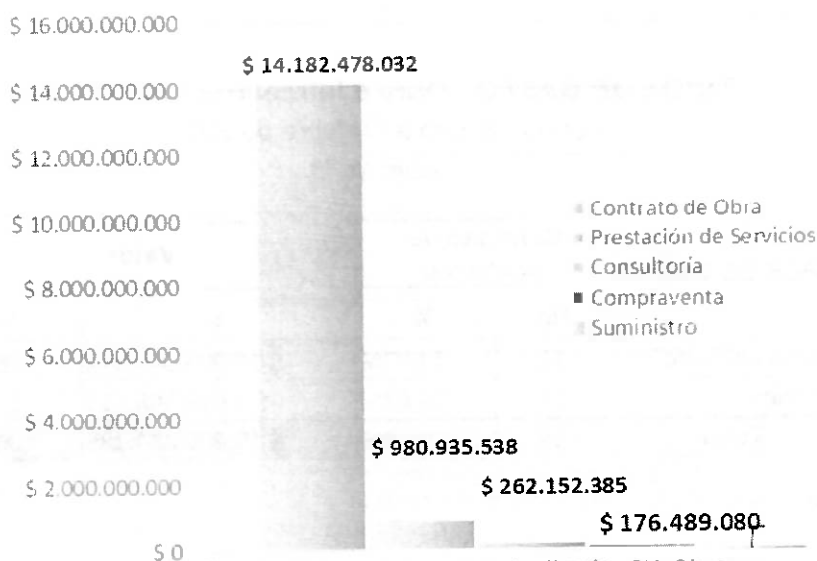 $ 16.000.000.000
$ 14.182.478.032
$ 14.000.000.000
$ 12.000.000.000
$ 10.000.000.000
$ 8.000.000.000
$ 6.000.000.000
$ 4.000.000.000
$ 2.000.000.000
$ 0
$ 980.935.538
$ 262.152.385
$ 176.489.080
Contrato de Obra
Prestación de Servicios
Consultoría
Compraventa
Suministro